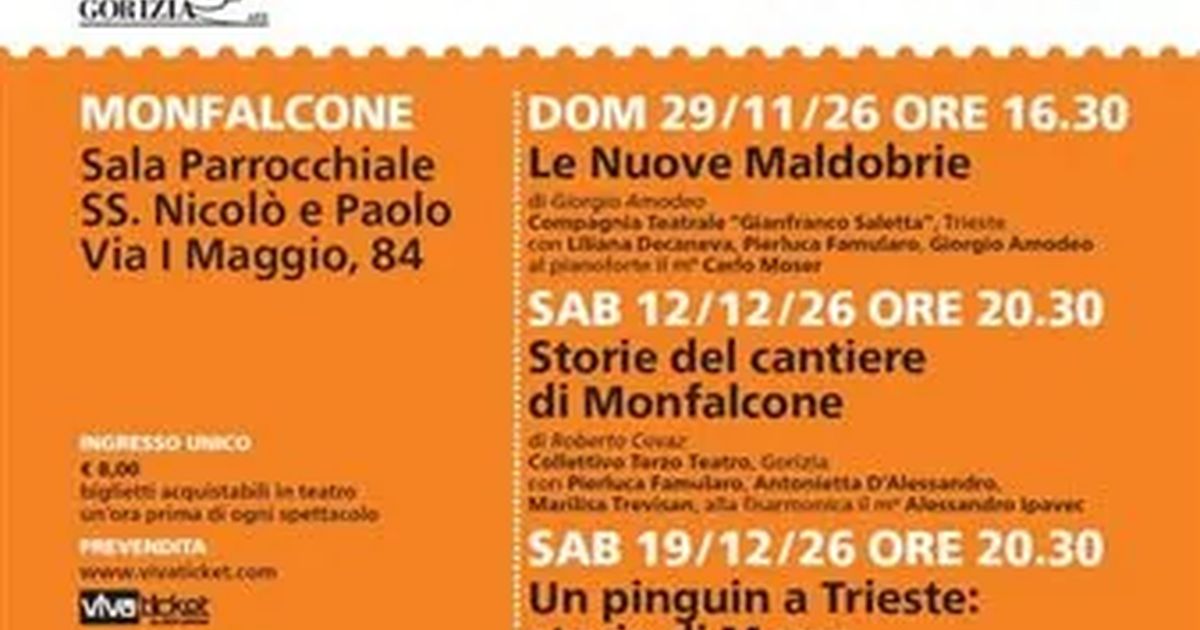 GORIZIA
MONFALCONE
Sala Parrocchiale
SS. Nicolò e Paolo
Via I Maggio, 84
INGRESSO UNICO
€ 8,00
biglietti acquistabili in teatro
un'ora prima di ogni spettacolo
PREVENDITA
www.vivaticket.com
vivaticket
DOM 29/11/26 ORE 16.30
Le Nuove Maldobrie
di Giorgio Amodeo
Compagnia Teatrale "Gianfranco Saletta", Trieste
con Liliana Decaneva, Pierluca Famularo, Giorgio Amodeo
al pianoforte il m° Carlo Moser
SAB 12/12/26 ORE 20.30
Storie del cantiere
di Monfalcone
di Roberto Covaz
Collettivo Terzo Teatro, Gorizia
con Pierluca Famularo, Antonietta D'Alessandro,
Marilisa Trevisan, alla fisarmonica il m° Alessandro Ipavec
SAB 19/12/26 ORE 20.30
Un pinguin a Trieste: